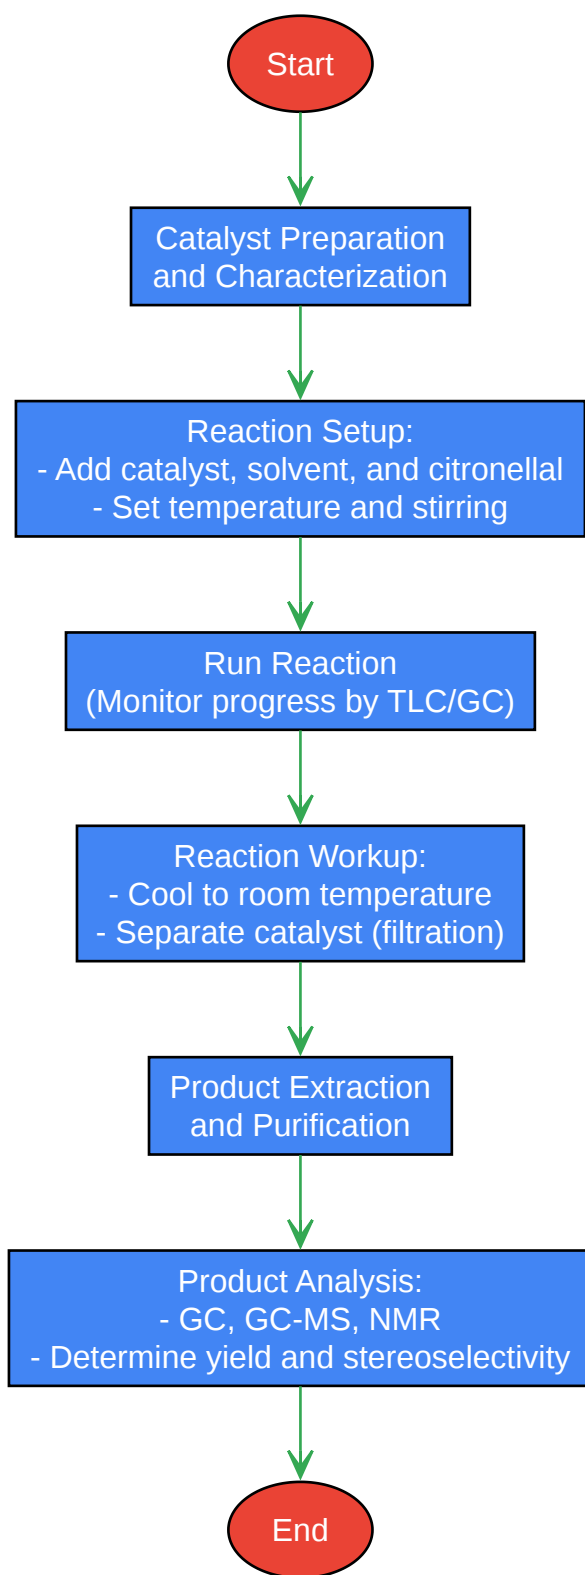 Start
Catalyst Preparation
and Characterization
Reaction Setup:
- Add catalyst, solvent, and citronellal
- Set temperature and stirring
Run Reaction
(Monitor progress by TLC/GC)
Reaction Workup:
- Cool to room temperature
- Separate catalyst (filtration)
Product Extraction
and Purification
Product Analysis:
- GC, GC-MS, NMR
- Determine yield and stereoselectivity
End